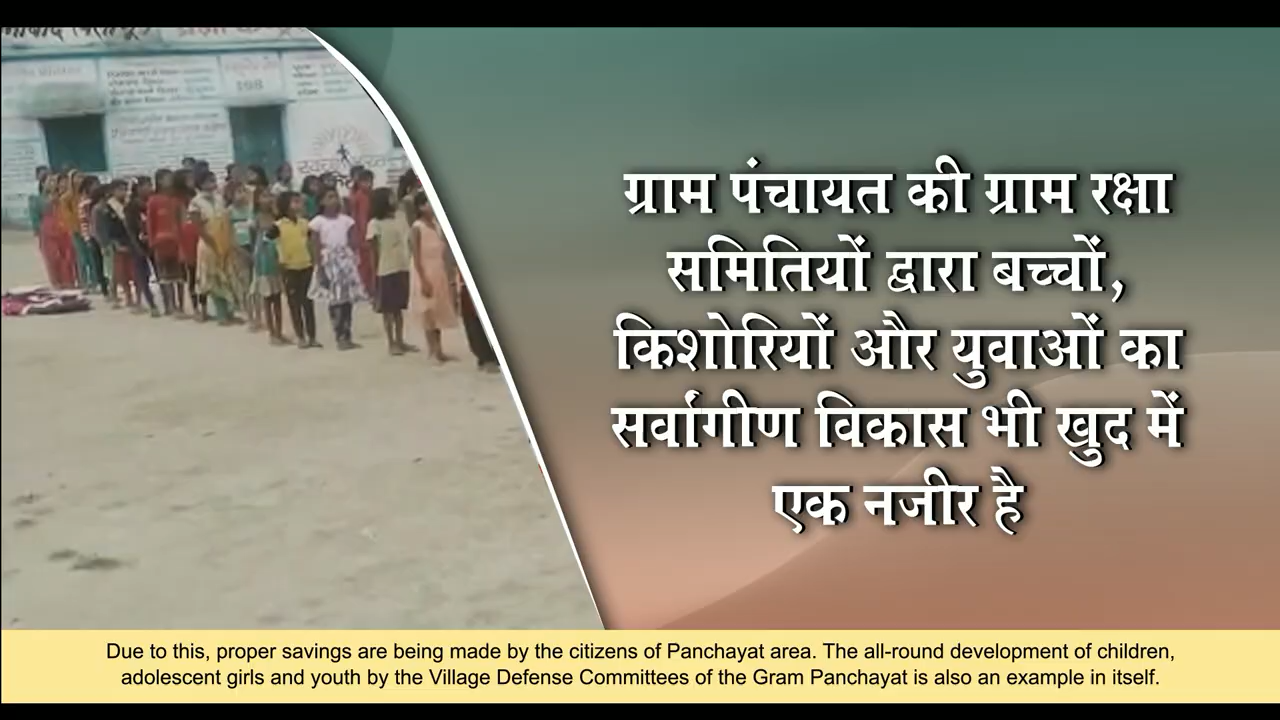 108
ग्राम पंचायत की ग्राम रक्षा
समितियों द्वारा बच्चों,
किशोरियों और युवाओं का
सर्वांगीण विकास भी खुद में
एक नजीर है
Due to this, proper savings are being made by the citizens of Panchayat area. The all-round development of children,
adolescent girls and youth by the Village Defense Committees of the Gram Panchayat is also an example in itself.